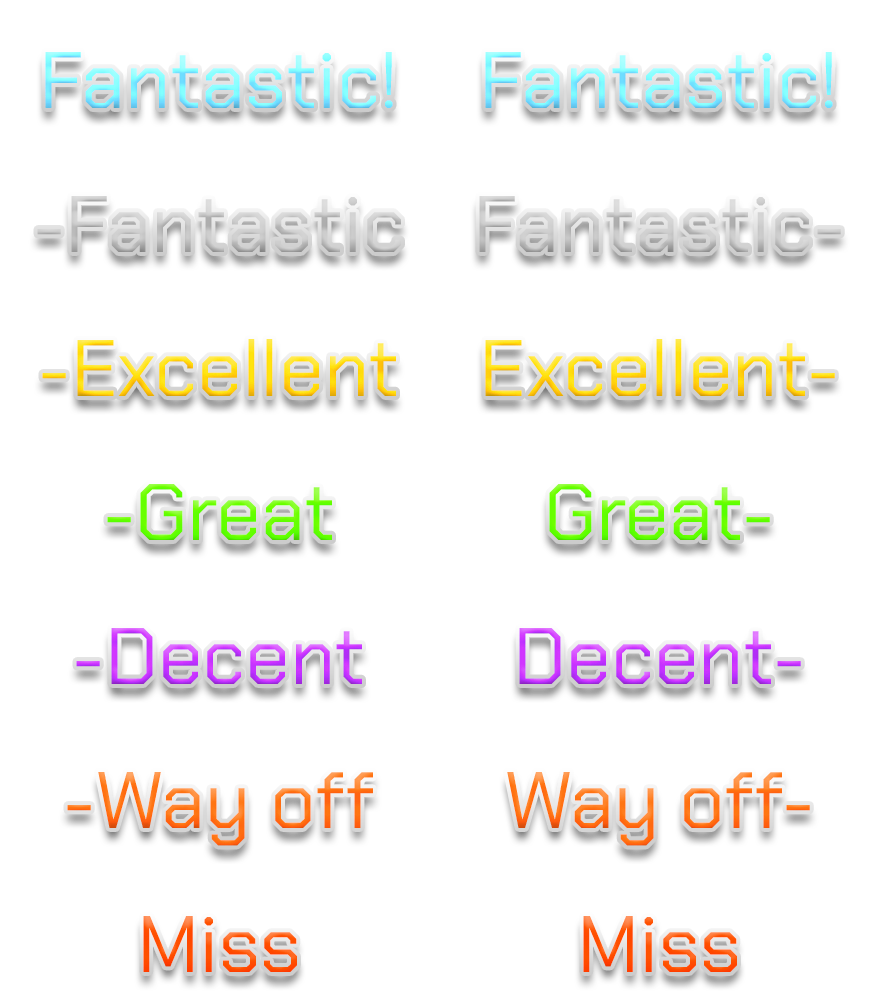 Fantastic! Fantastic!
-Fantastic Fantastic-
-Excellent Excellent-
-Great Great-
-Decent Decent-
-Way off Way off-
Miss Miss